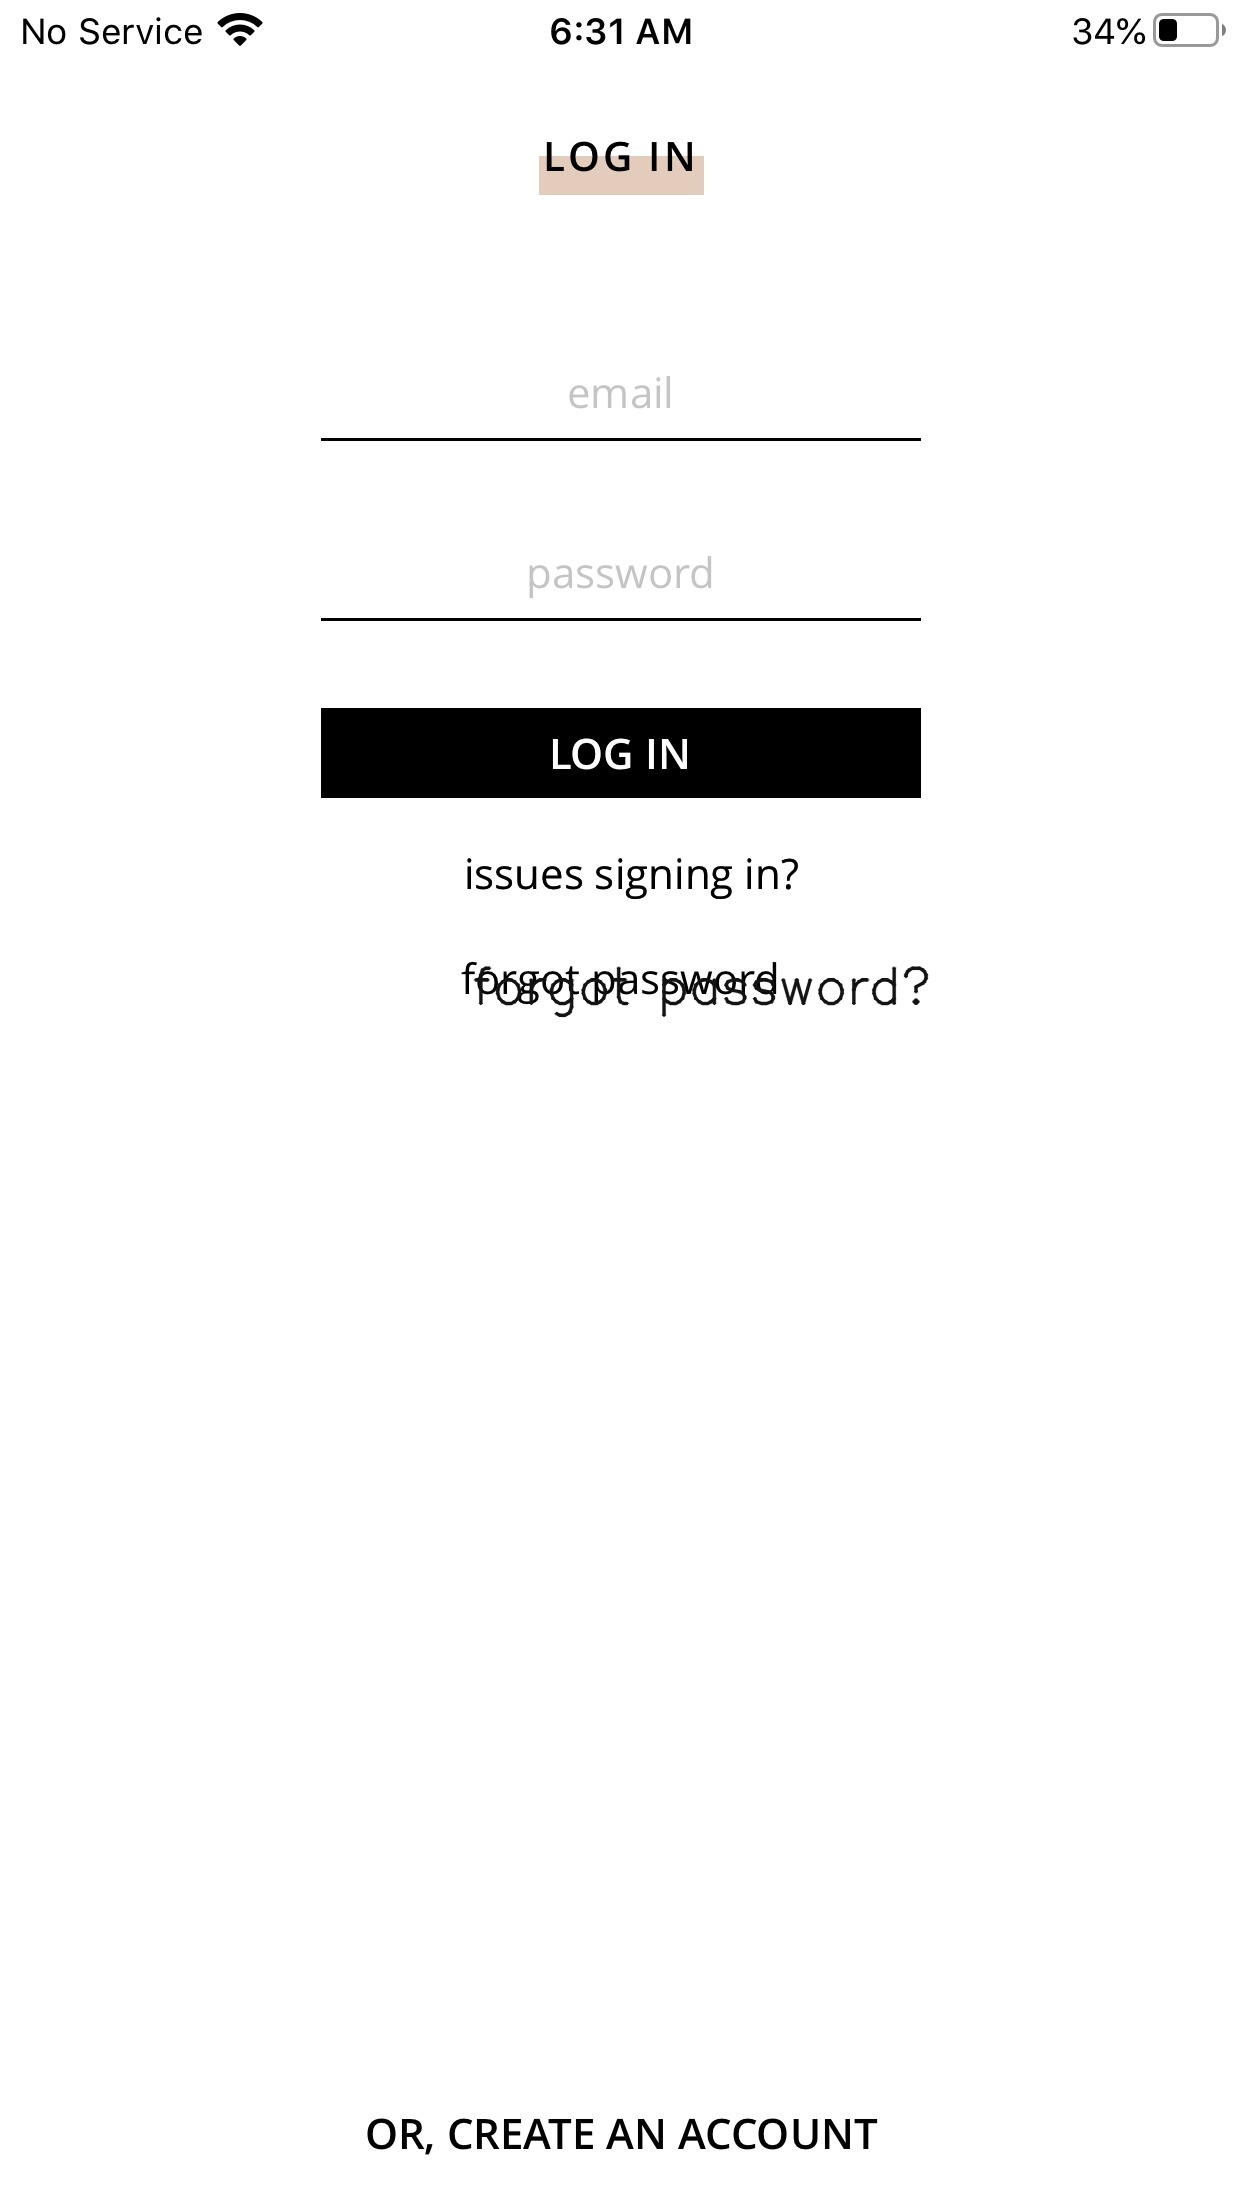 No Service 6:31 AM 34%
LOG IN
email
password
LOG IN
issues signing in?
forgot password
forgot password?
OR, CREATE AN ACCOUNT